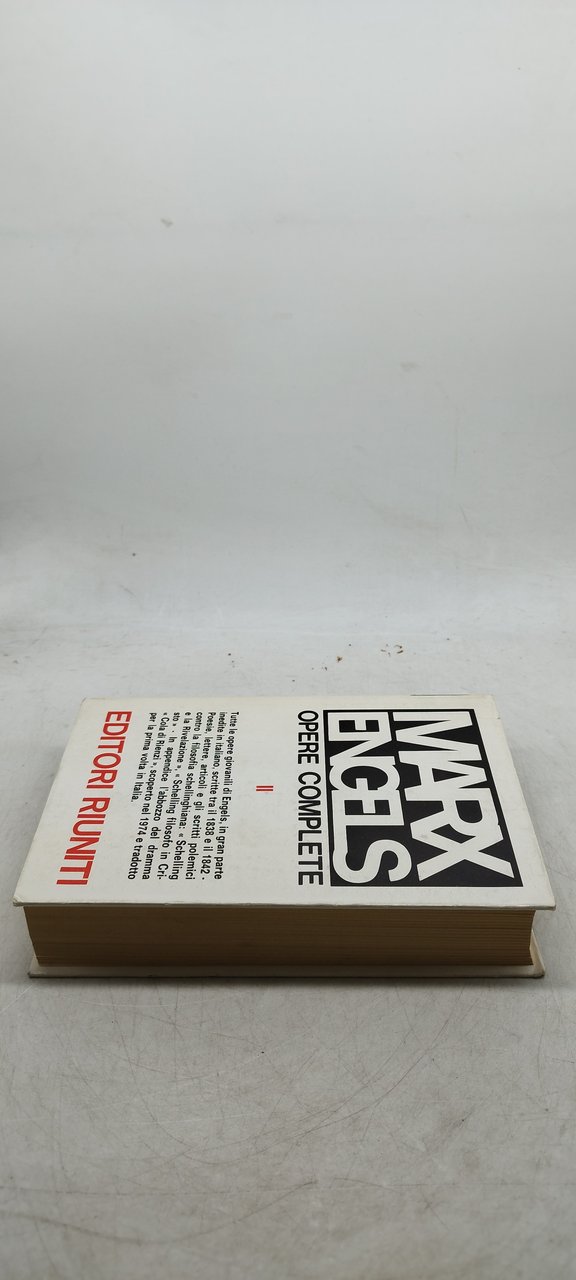 MARX
ENGELS
OPERE COMPLETE
II
Tutte le opere giovanili di Engels, in gran parte
inedite in italiano, scritte tra il 1838 e il 1842 -
Poesie, lettere, articoli e gli scritti polemici
contro la filosofia schellinghiana: « Schelling
e la Rivelazione », « Schelling filosofo in Cri-
sto » - In appendice l'abbozzo del dramma
« Cola di Rienzi », scoperto nel 1974 e tradotto
per la prima volta in Italia.
EDITORI RIUNITI